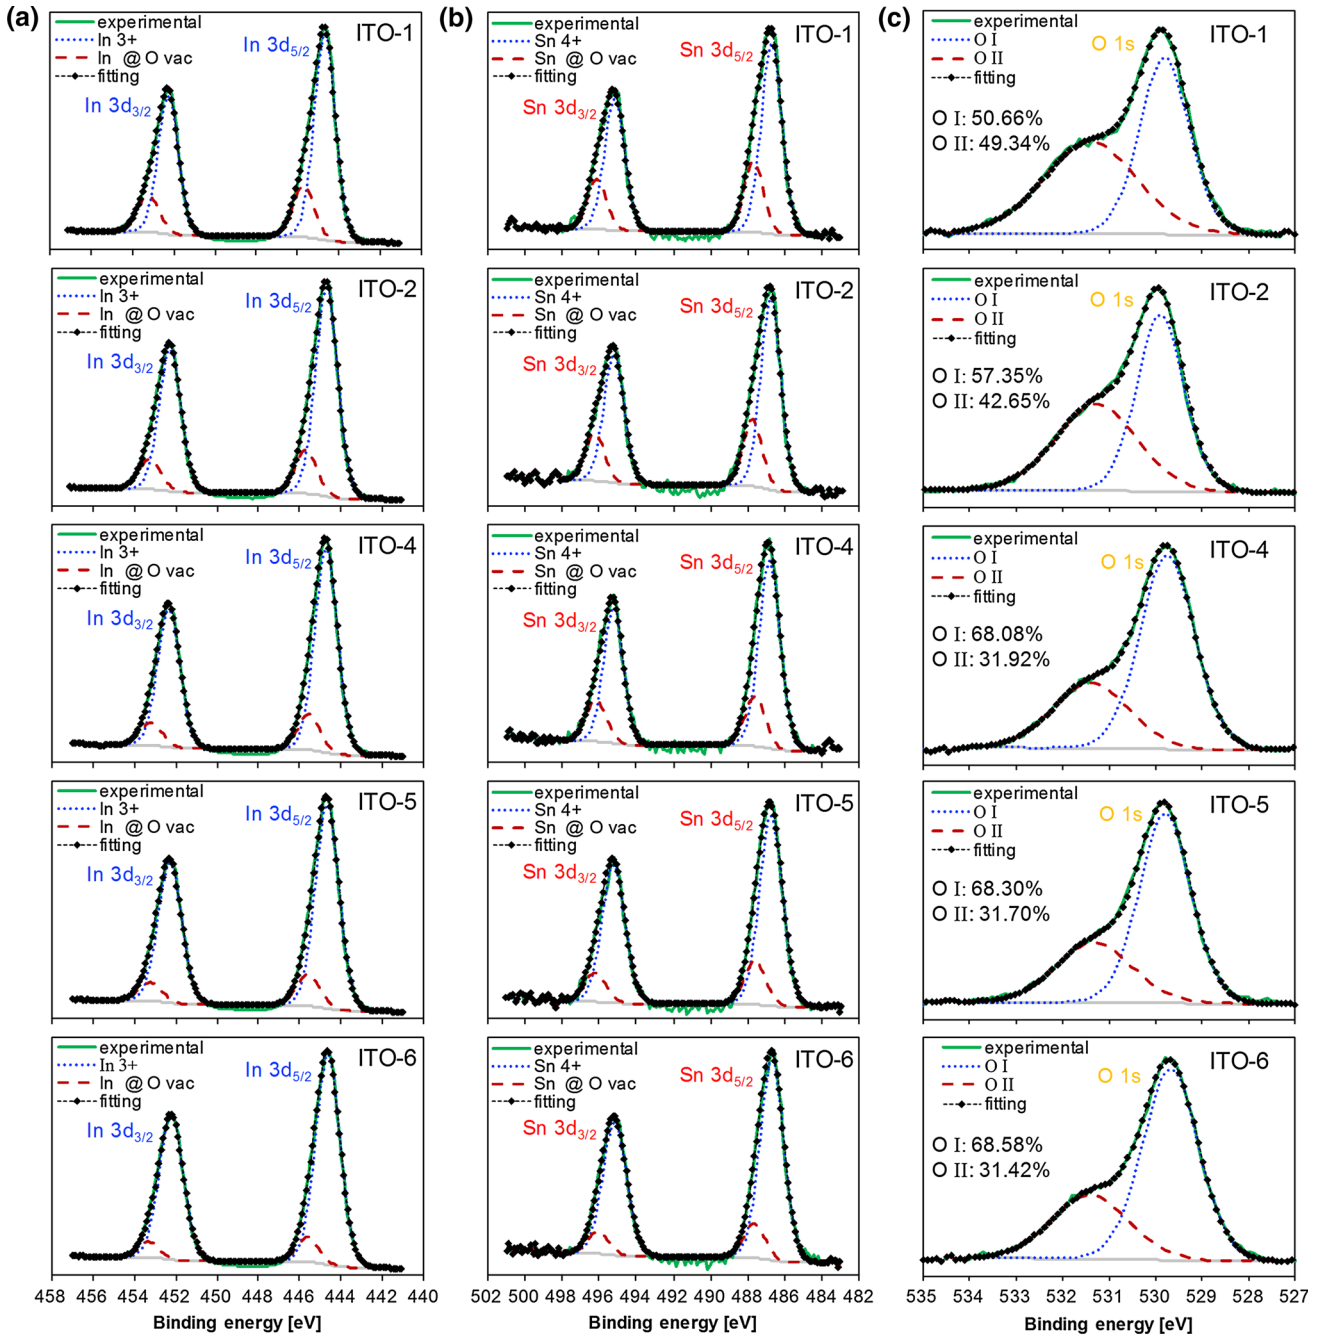 (a)
experimental
In 3+
In @ O vac
fitting
In 3d5/2
In 3d3/2
ITO-1
(b)
experimental
Sn 4+
Sn @ O vac
fitting
Sn 3d5/2
Sn 3d3/2
ITO-1
(c)
experimental
O I
O II
fitting
O 1s
O I: 50.66%
O II: 49.34%
ITO-1
experimental
In 3+
In @ O vac
fitting
In 3d5/2
In 3d3/2
ITO-2
experimental
Sn 4+
Sn @ O vac
fitting
Sn 3d5/2
Sn 3d3/2
ITO-2
experimental
O I
O II
fitting
O 1s
O I: 57.35%
O II: 42.65%
ITO-2
experimental
In 3+
In @ O vac
fitting
In 3d5/2
In 3d3/2
ITO-4
experimental
Sn 4+
Sn @ O vac
fitting
Sn 3d5/2
Sn 3d3/2
ITO-4
experimental
O I
O II
fitting
O 1s
O I: 68.08%
O II: 31.92%
ITO-4
experimental
In 3+
In @ O vac
fitting
In 3d5/2
In 3d3/2
ITO-5
experimental
Sn 4+
Sn @ O vac
fitting
Sn 3d5/2
Sn 3d3/2
ITO-5
experimental
O I
O II
fitting
O 1s
O I: 68.30%
O II: 31.70%
ITO-5
experimental
In 3+
In @ O vac
fitting
In 3d5/2
In 3d3/2
ITO-6
experimental
Sn 4+
Sn @ O vac
fitting
Sn 3d5/2
Sn 3d3/2
ITO-6
experimental
O I
O II
fitting
O 1s
O I: 68.58%
O II: 31.42%
ITO-6
458 456 454 452 450 448 446 444 442 440
Binding energy [eV]
502 500 498 496 494 492 490 488 486 484 482
Binding energy [eV]
535 534 533 531 530 529 527
Binding energy [eV]